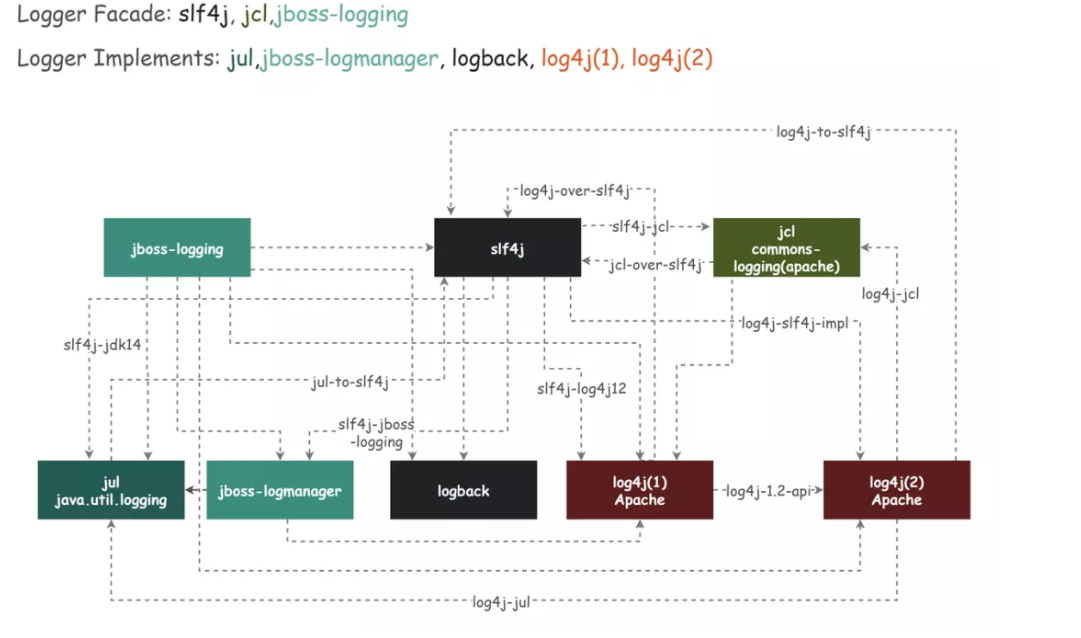 Logger Facade: slf4j, jcl,jboss-logging
Logger Implements: jul,jboss-logmanager, logback, log4j(1), log4j(2)
log4j-to-slf4j
log4j-over-slf4j
jboss-logging
slf4j
slf4j-jcl
jcl-over-slf4j
jcl
commons-
logging(apache)
log4j-jcl
log4j-slf4j-impl
slf4j-jdk14
jul-to-slf4j
slf4j-log4j12
slf4j-jboss
-logging
jul
java.util.logging
jboss-logmanager
logback
log4j(1)
Apache
log4j-1.2-api
log4j(2)
Apache
log4j-jul